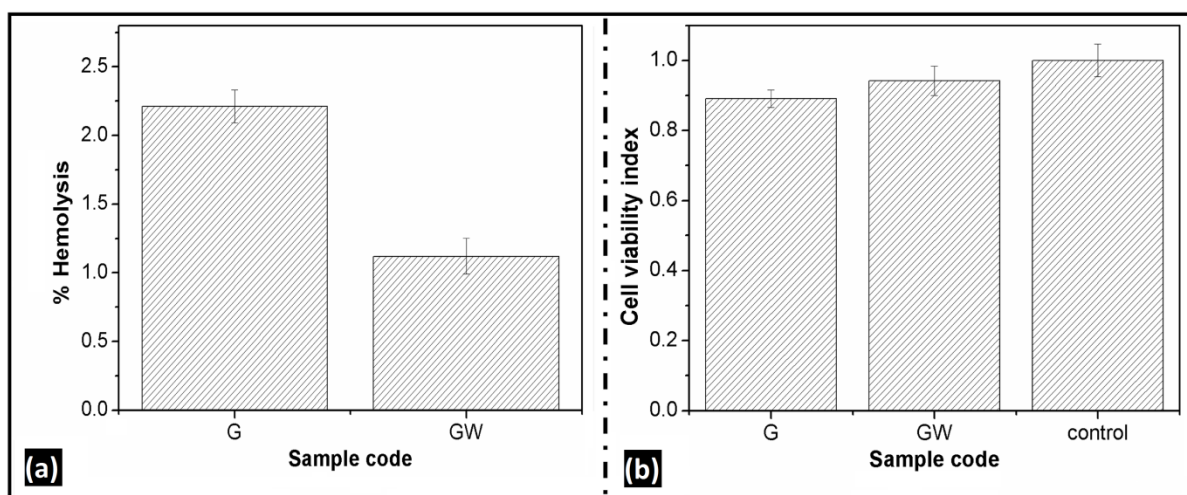 % Hemolysis
2.5
2.0
1.5
1.0
0.5
0.0
G GW
Sample code
(a)
Cell viability index
1.0
0.8
0.6
0.4
0.2
0.0
G GW control
Sample code
(b)